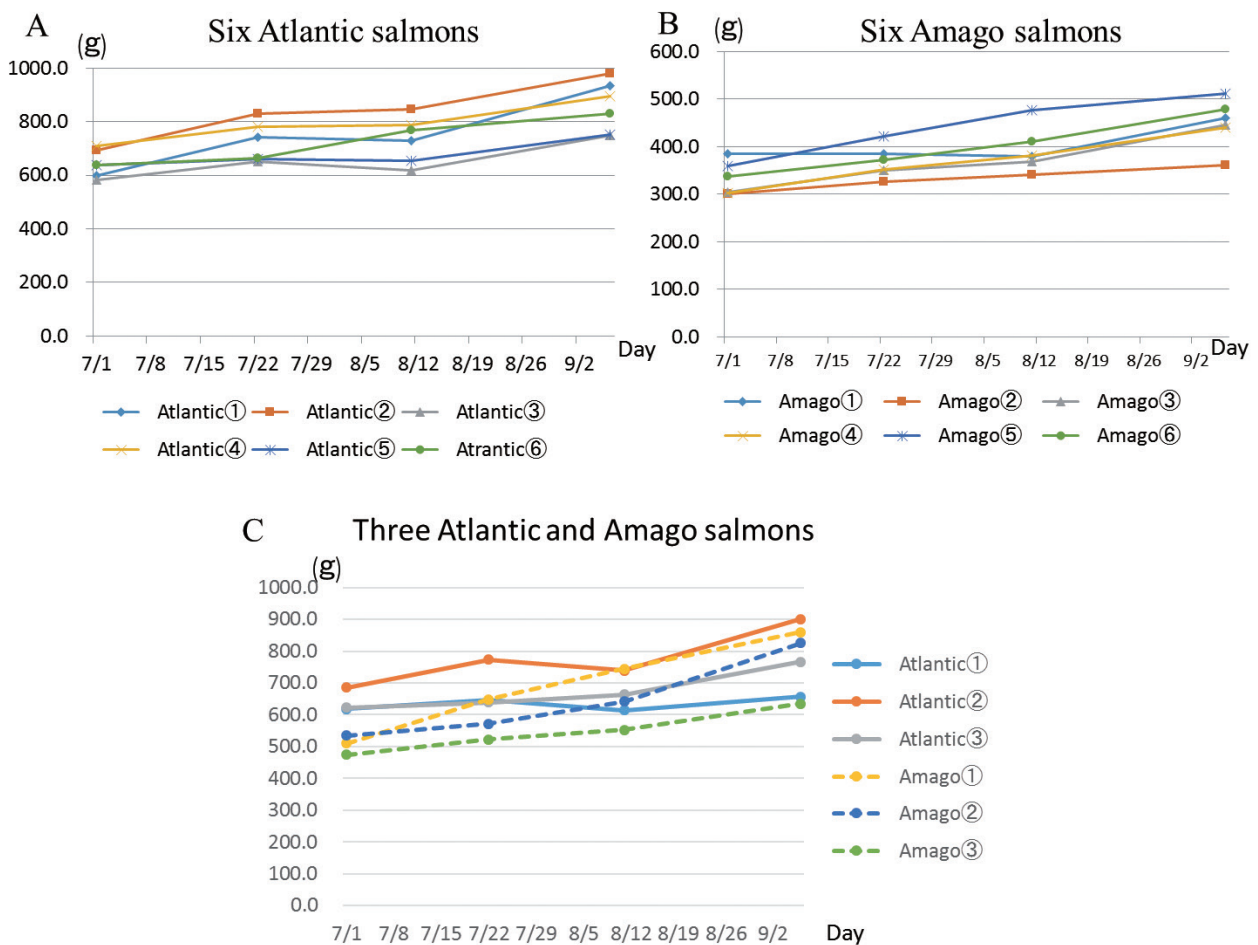 A
(g)
Six Atlantic salmons
1000.0
800.0
600.0
400.0
200.0
0.0
7/1 7/8 7/15 7/22 7/29 8/5 8/12 8/19 8/26 9/2 Day
Atlantic① Atlantic② Atlantic③
Atlantic④ Atlantic⑤ Atrantic⑥
B
(g)
Six Amago salmons
600.0
500.0
400.0
300.0
200.0
100.0
0.0
7/1 7/8 7/15 7/22 7/29 8/5 8/12 8/19 8/26 9/2 Day
Amago① Amago② Amago③
Amago④ Amago⑤ Amago⑥
C Three Atlantic and Amago salmons
(g)
1000.0
900.0
800.0
700.0
600.0
500.0
400.0
300.0
200.0
100.0
0.0
7/1 7/8 7/15 7/22 7/29 8/5 8/12 8/19 8/26 9/2 Day
Atlantic①
Atlantic②
Atlantic③
Amago①
Amago②
Amago③